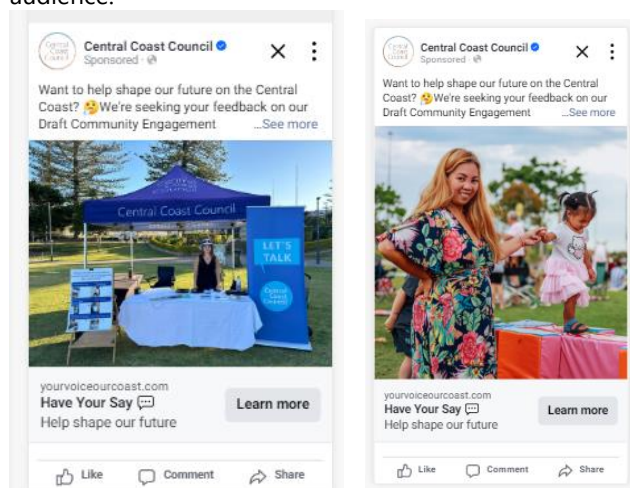 audience.
Central Coast Council
Sponsored
Want to help shape our future on the Central
Coast? 🤔We're seeking your feedback on our
Draft Community Engagement ...See more
Central Coast Council
LET'S
TALK
Central
Coast
Council
yourvoiceourcoast.com
Have Your Say 💬
Help shape our future
Learn more
Like Comment Share
Central Coast Council
Sponsored
Want to help shape our future on the Central
Coast? 🤔We're seeking your feedback on our
Draft Community Engagement ...See more
yourvoiceourcoast.com
Have Your Say 💬
Help shape our future
Learn more
Like Comment Share